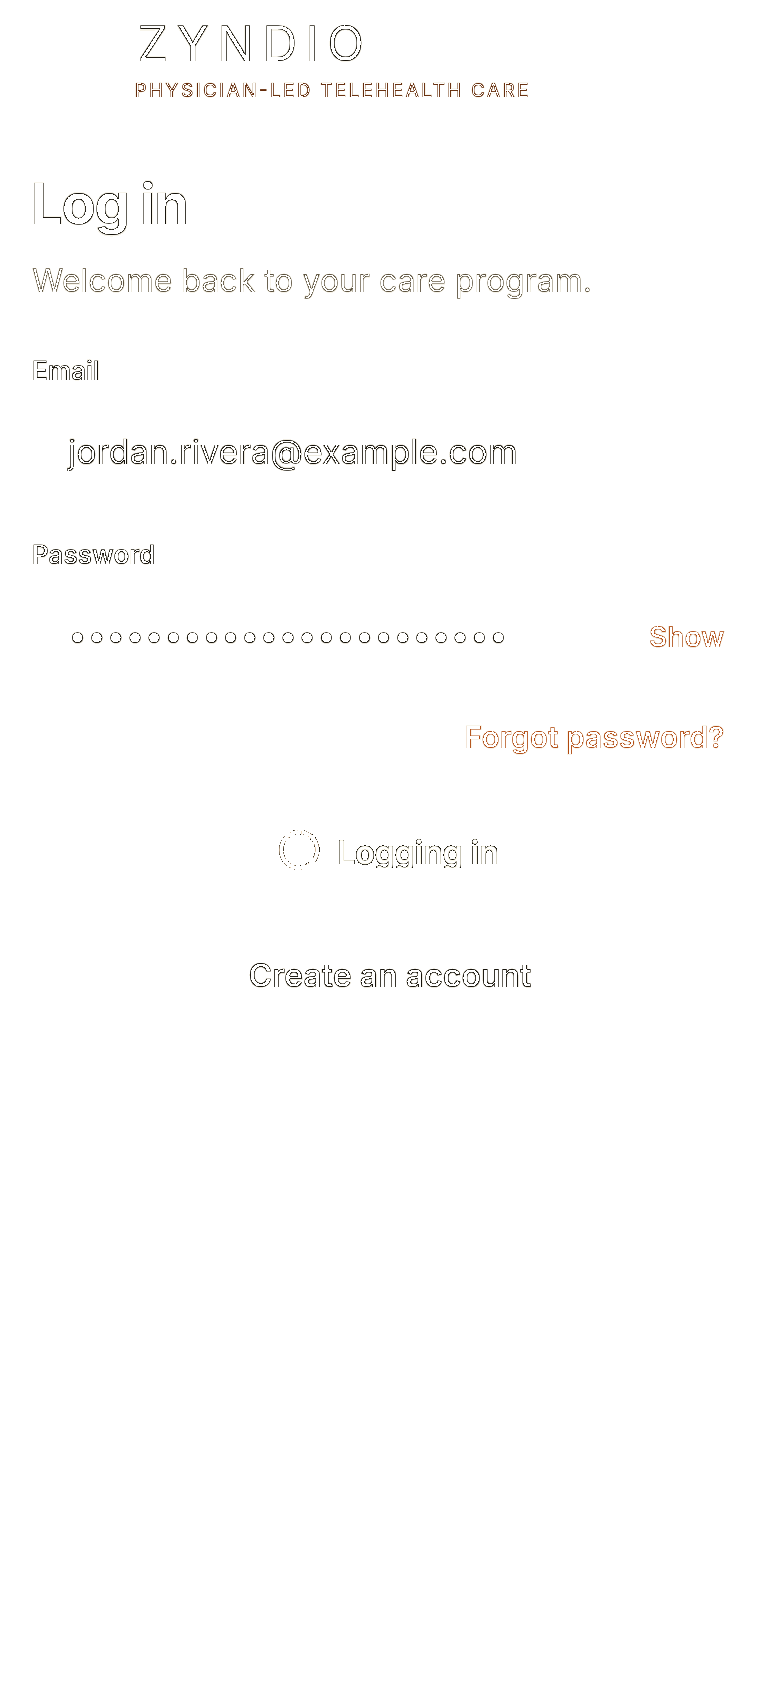 ZYNDIO
PHYSICIAN-LED TELEHEALTH CARE
Log in
Welcome back to your care program.
Email
jordan.rivera@example.com
Password
Show
Forgot password?
Logging in
Create an account